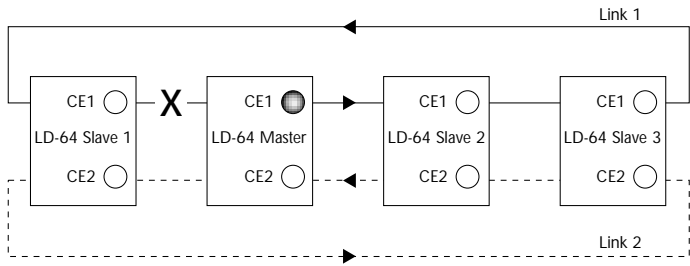 Link 1
CE1
LD-64 Slave 1
CE2
X
CE1
LD-64 Master
CE2
CE1
LD-64 Slave 2
CE2
CE1
LD-64 Slave 3
CE2
Link 2